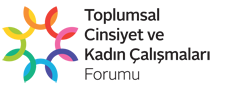 Toplumsal
Cinsiyet ve
Kadın Çalışmaları
Forumu